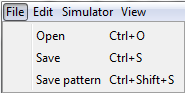 File Edit Simulator View
Open Ctrl+O
Save Ctrl+S
Save pattern Ctrl+Shift+S